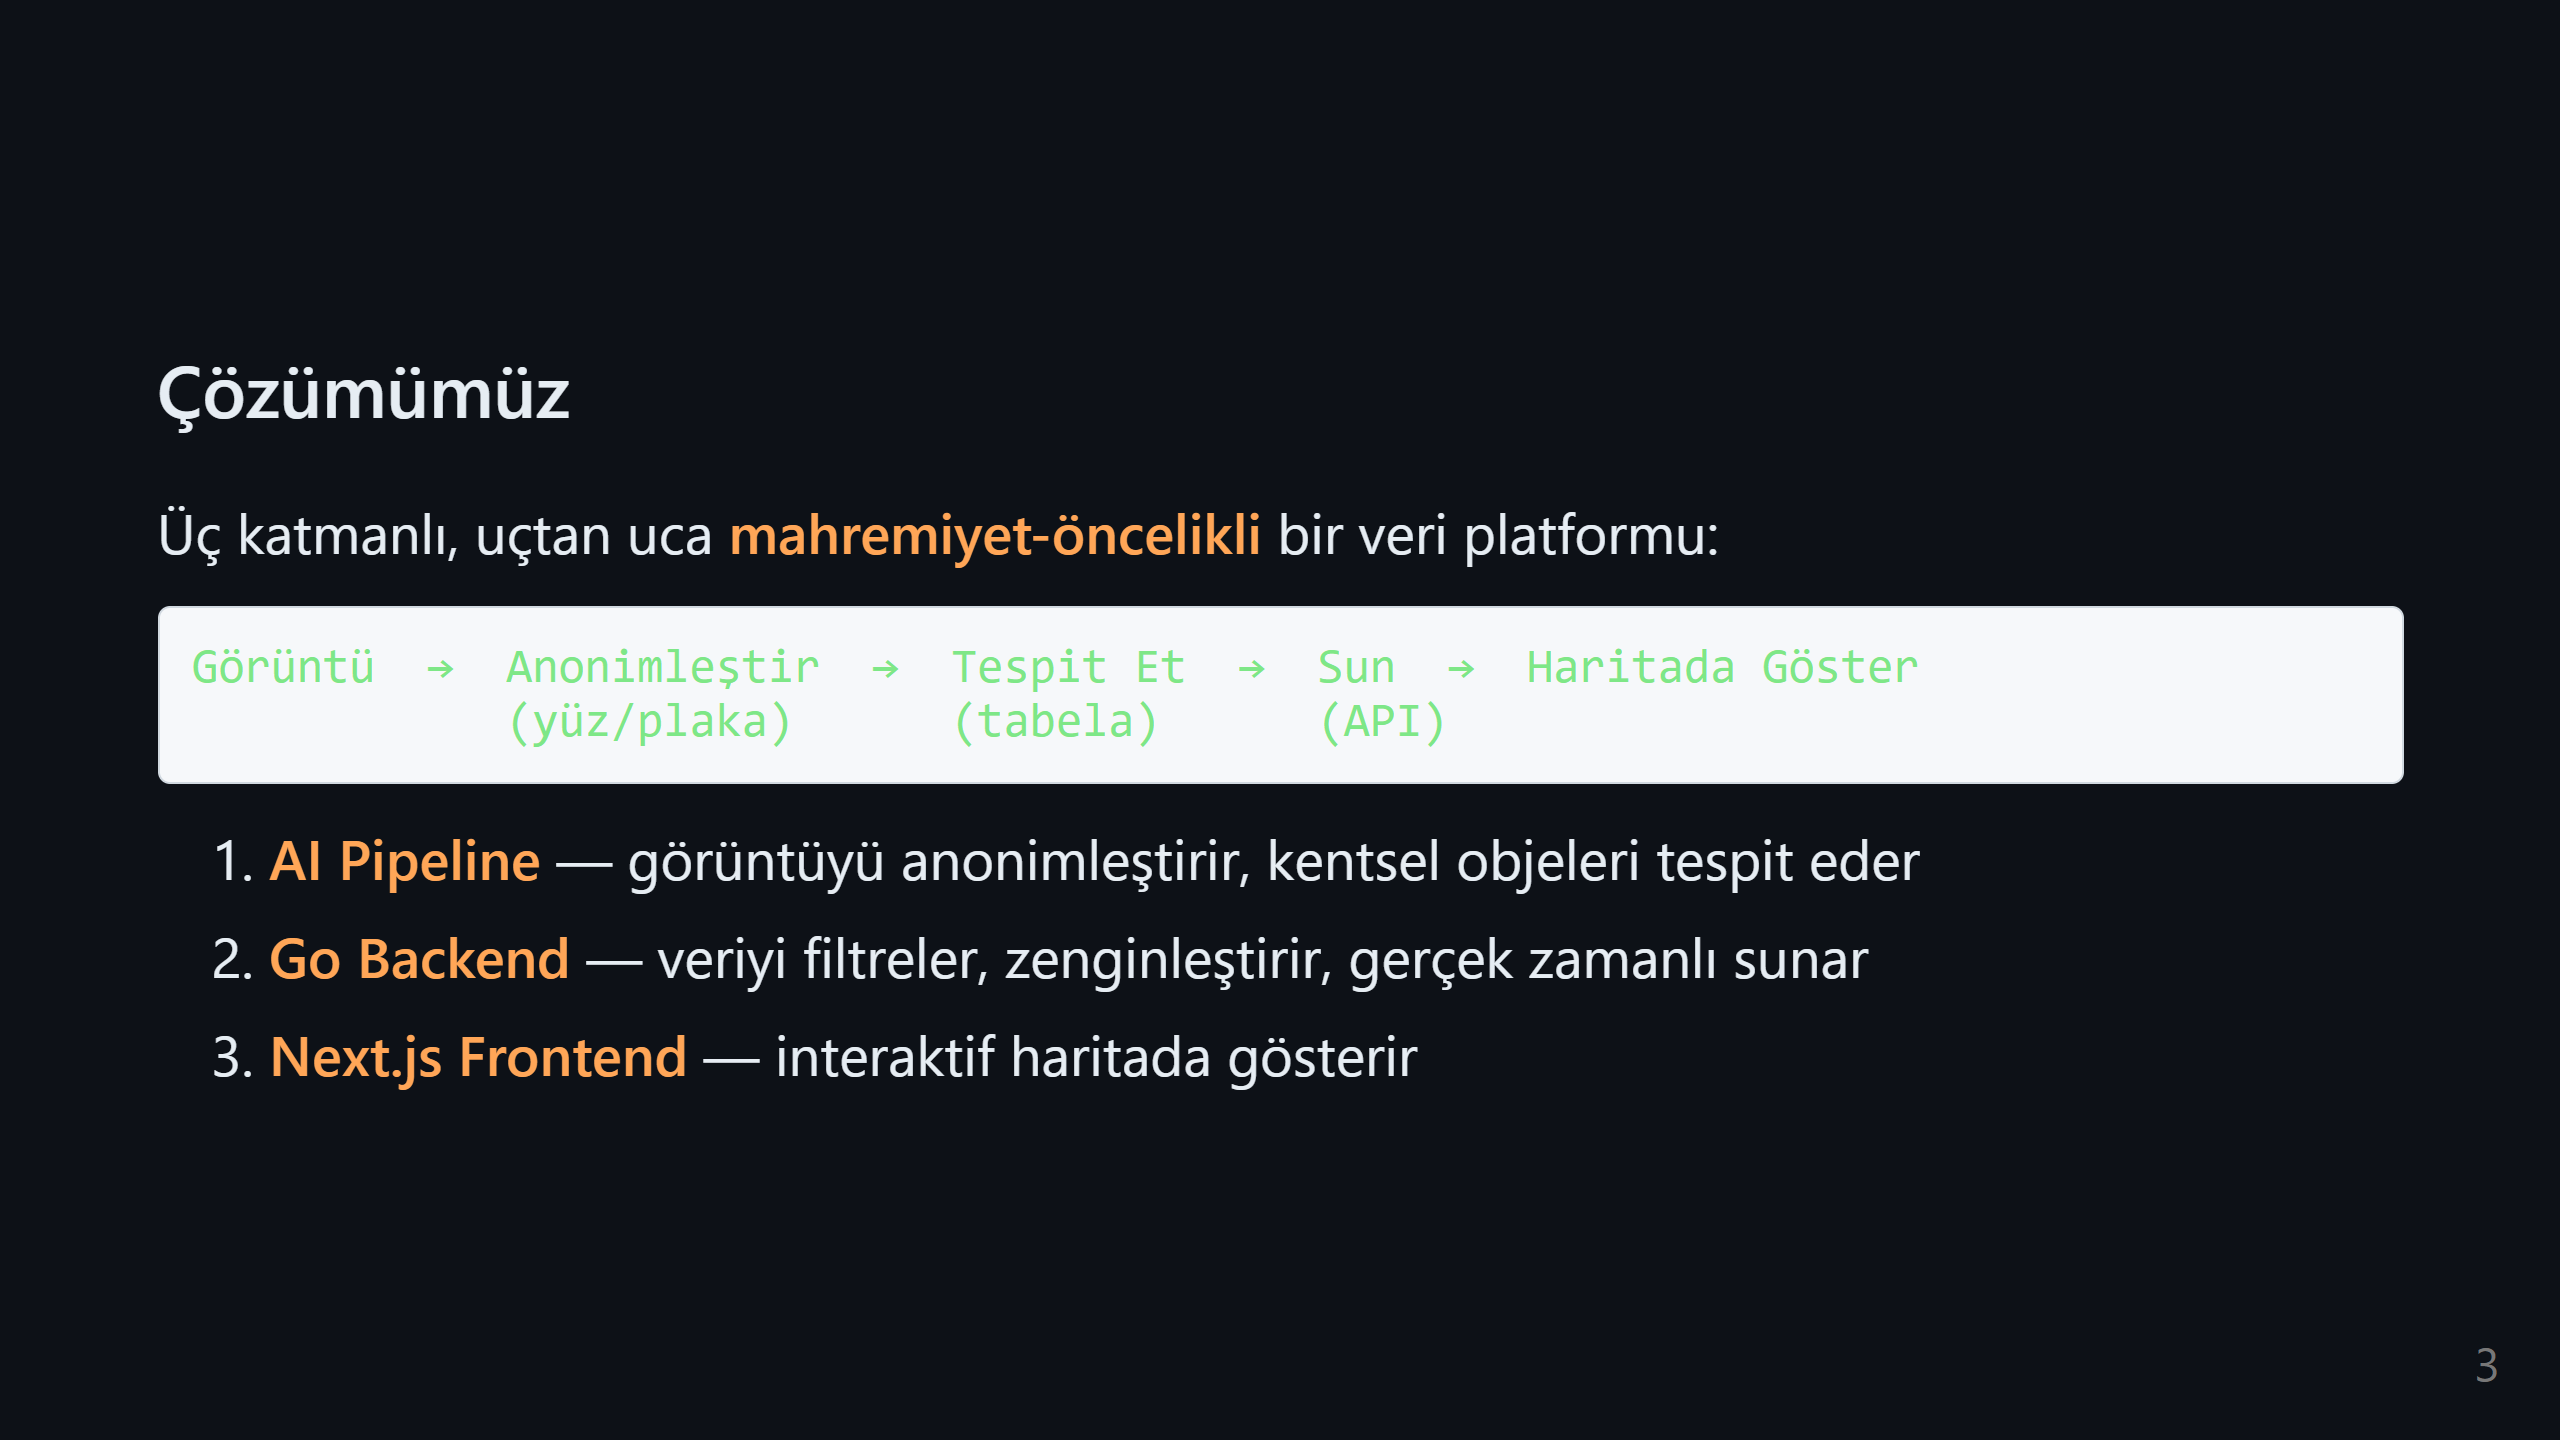 Çözümümüz
Üç katmanlı, uçtan uca mahremiyet-öncelikli bir veri platformu:
Görüntü → Anonimleştir → Tespit Et → Sun → Haritada Göster
(yüz/plaka) (tabela) (API)
1. AI Pipeline — görüntüyü anonimleştirir, kentsel objeleri tespit eder
2. Go Backend — veriyi filtreler, zenginleştirir, gerçek zamanlı sunar
3. Next.js Frontend — interaktif haritada gösterir
3